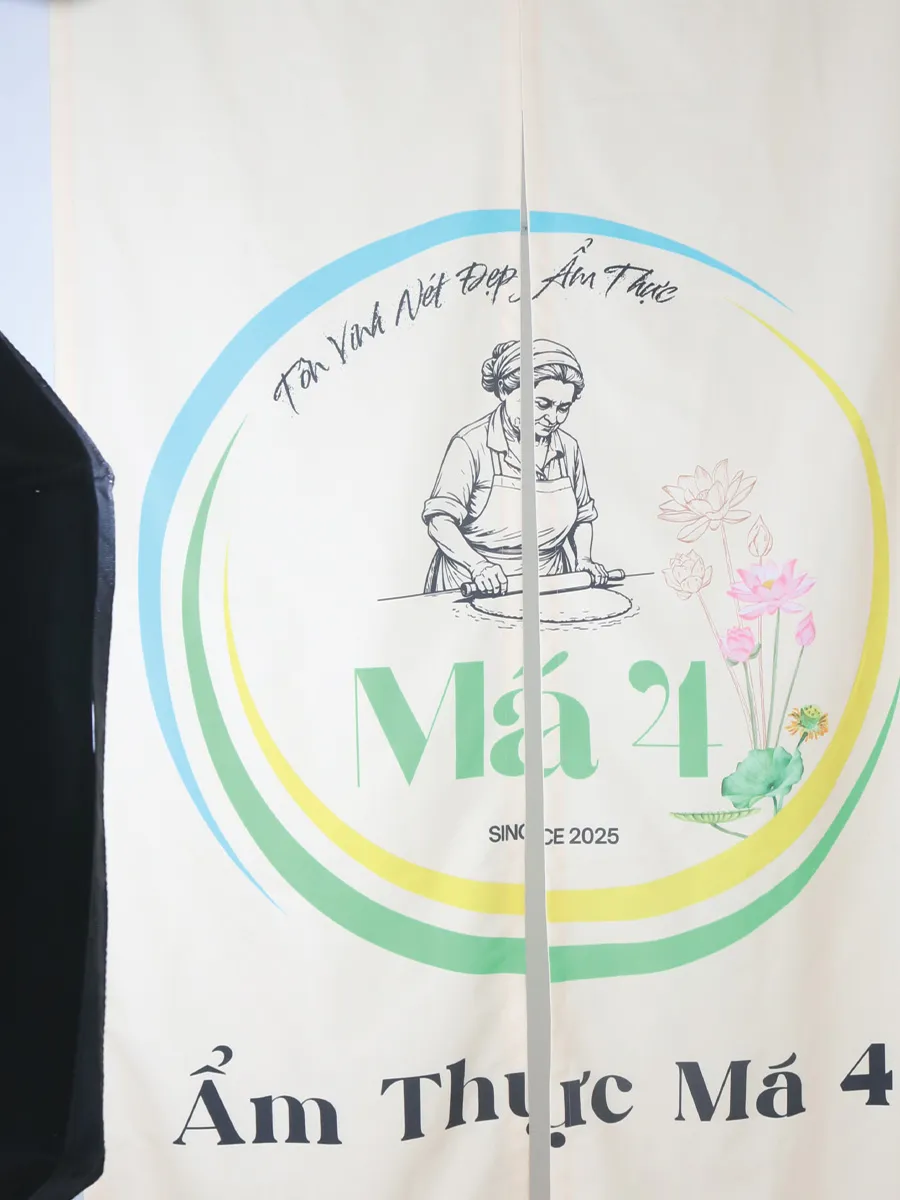 Tôn Vinh Nét Đẹp Ẩm Thực
Má 4
SINCE 2025
Ẩm Thực Má 4